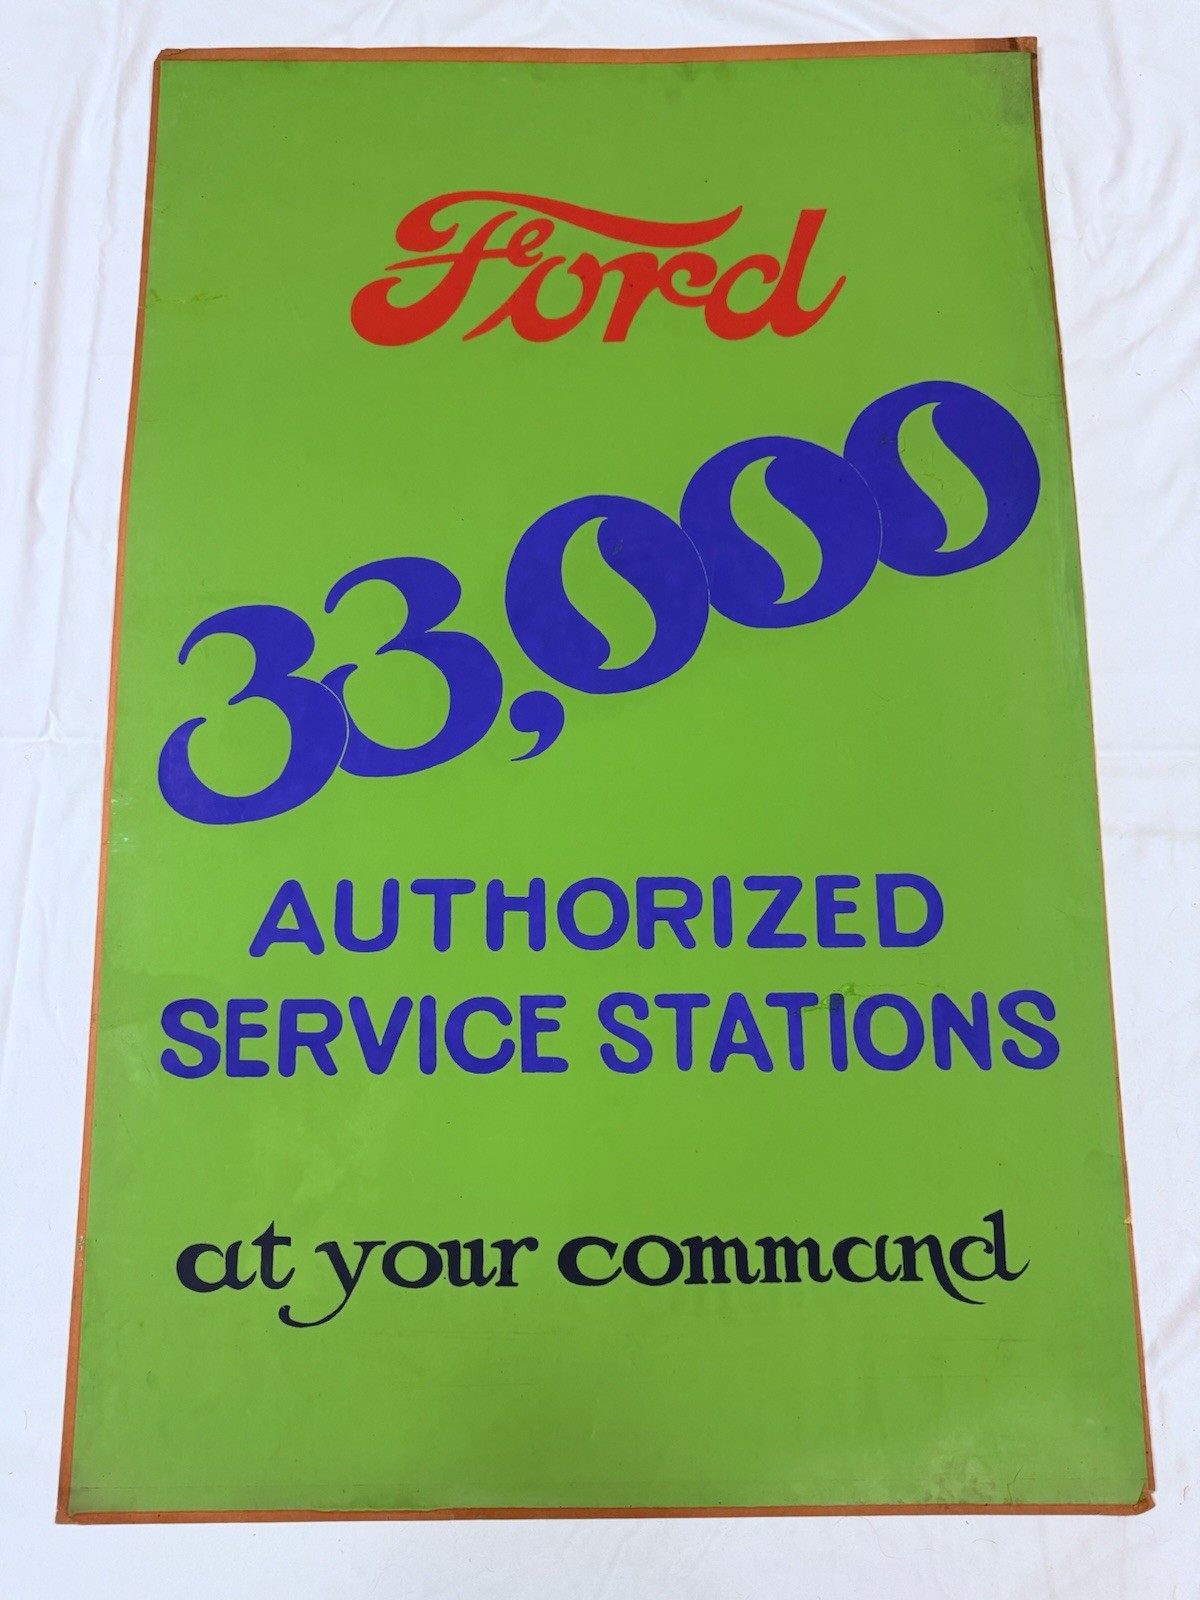 Ford
33,000
AUTHORIZED
SERVICE STATIONS
at your command